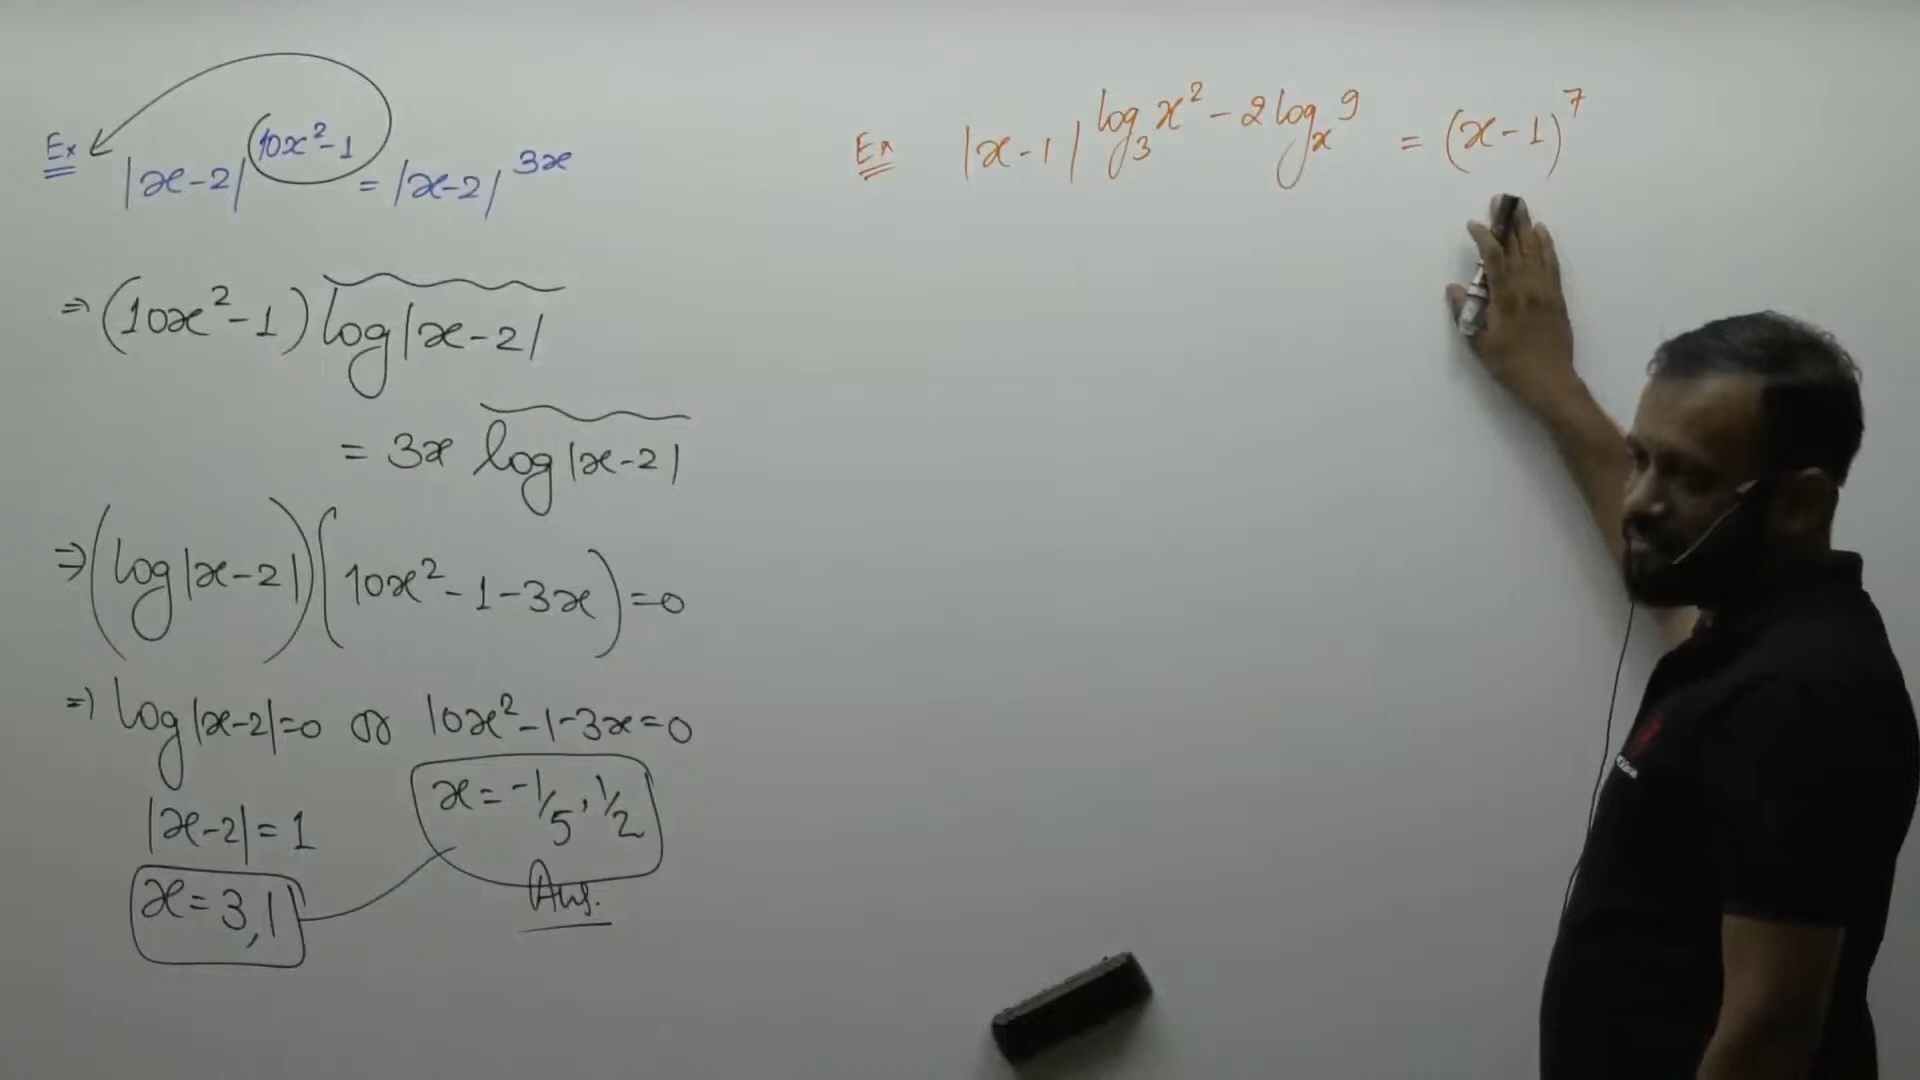 Ex |x-2|^(10x²-1) = |x-2|^(3x)
⇒ (10x²-1) log|x-2|
= 3x log|x-2|
⇒ (log|x-2|)(10x²-1-3x)=0
⇒ log|x-2|=0 or 10x²-1-3x=0
|x-2|=1
x=3,1
x=-1/5, 1/2
Ans.
Ex |x-1|^(log₃x² - 2logₓ9) = (x-1)⁷